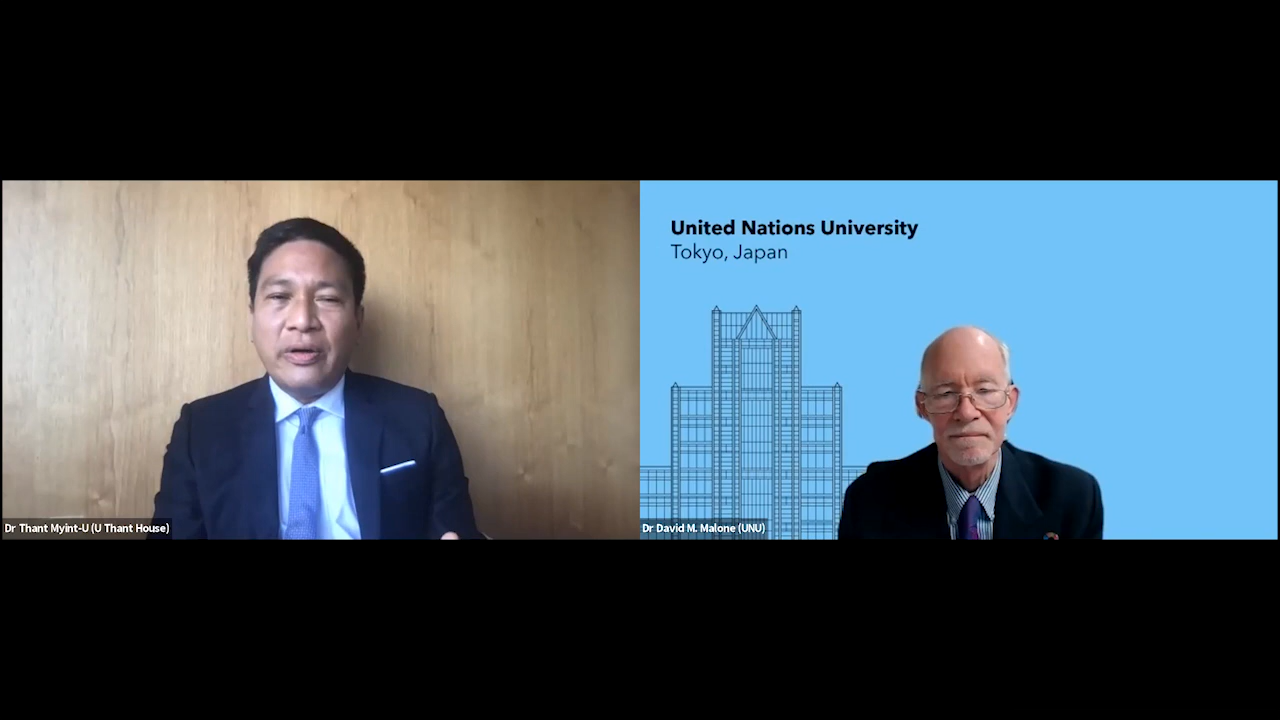 United Nations University
Tokyo, Japan
Dr Thant Myint-U (U Thant House)
Dr David M. Malone (UNU)